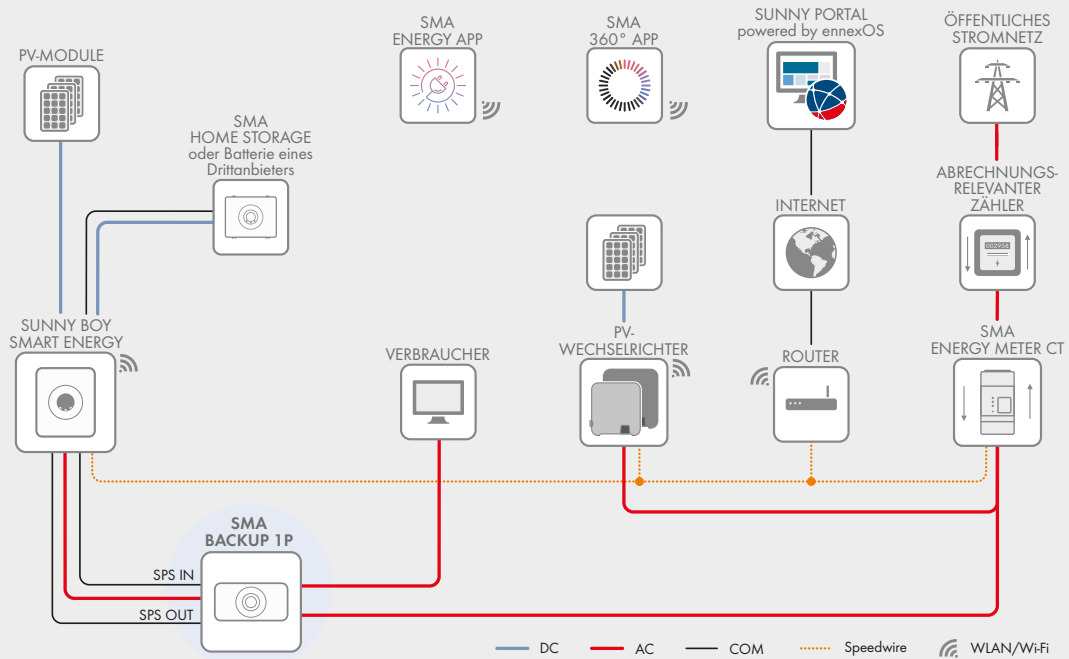 PV-MODULE
SMA
ENERGY APP
SMA
360° APP
SUNNY PORTAL
powered by ennexOS
ÖFFENTLICHES
STROMNETZ
SMA
HOME STORAGE
oder Batterie eines
Drittanbieters
INTERNET
ABRECHNUNGS-
RELEVANTER
ZÄHLER
002958
SUNNY BOY
SMART ENERGY
VERBRAUCHER
PV-
WECHSELRICHTER
ROUTER
SMA
ENERGY METER CT
SMA
BACKUP 1P
SPS IN
SPS OUT
DC
AC
COM
Speedwire
WLAN/Wi-Fi